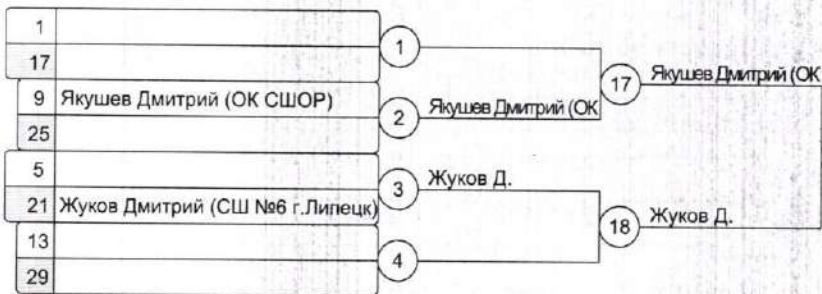 1
17
1
9 Якушев Дмитрий (ОК СШОР)
25
2 Якушев Дмитрий (ОК
17 Якушев Дмитрий (ОК
5
21 Жуков Дмитрий (СШ №6 г.Липецк)
3 Жуков Д.
13
29
4
18 Жуков Д.